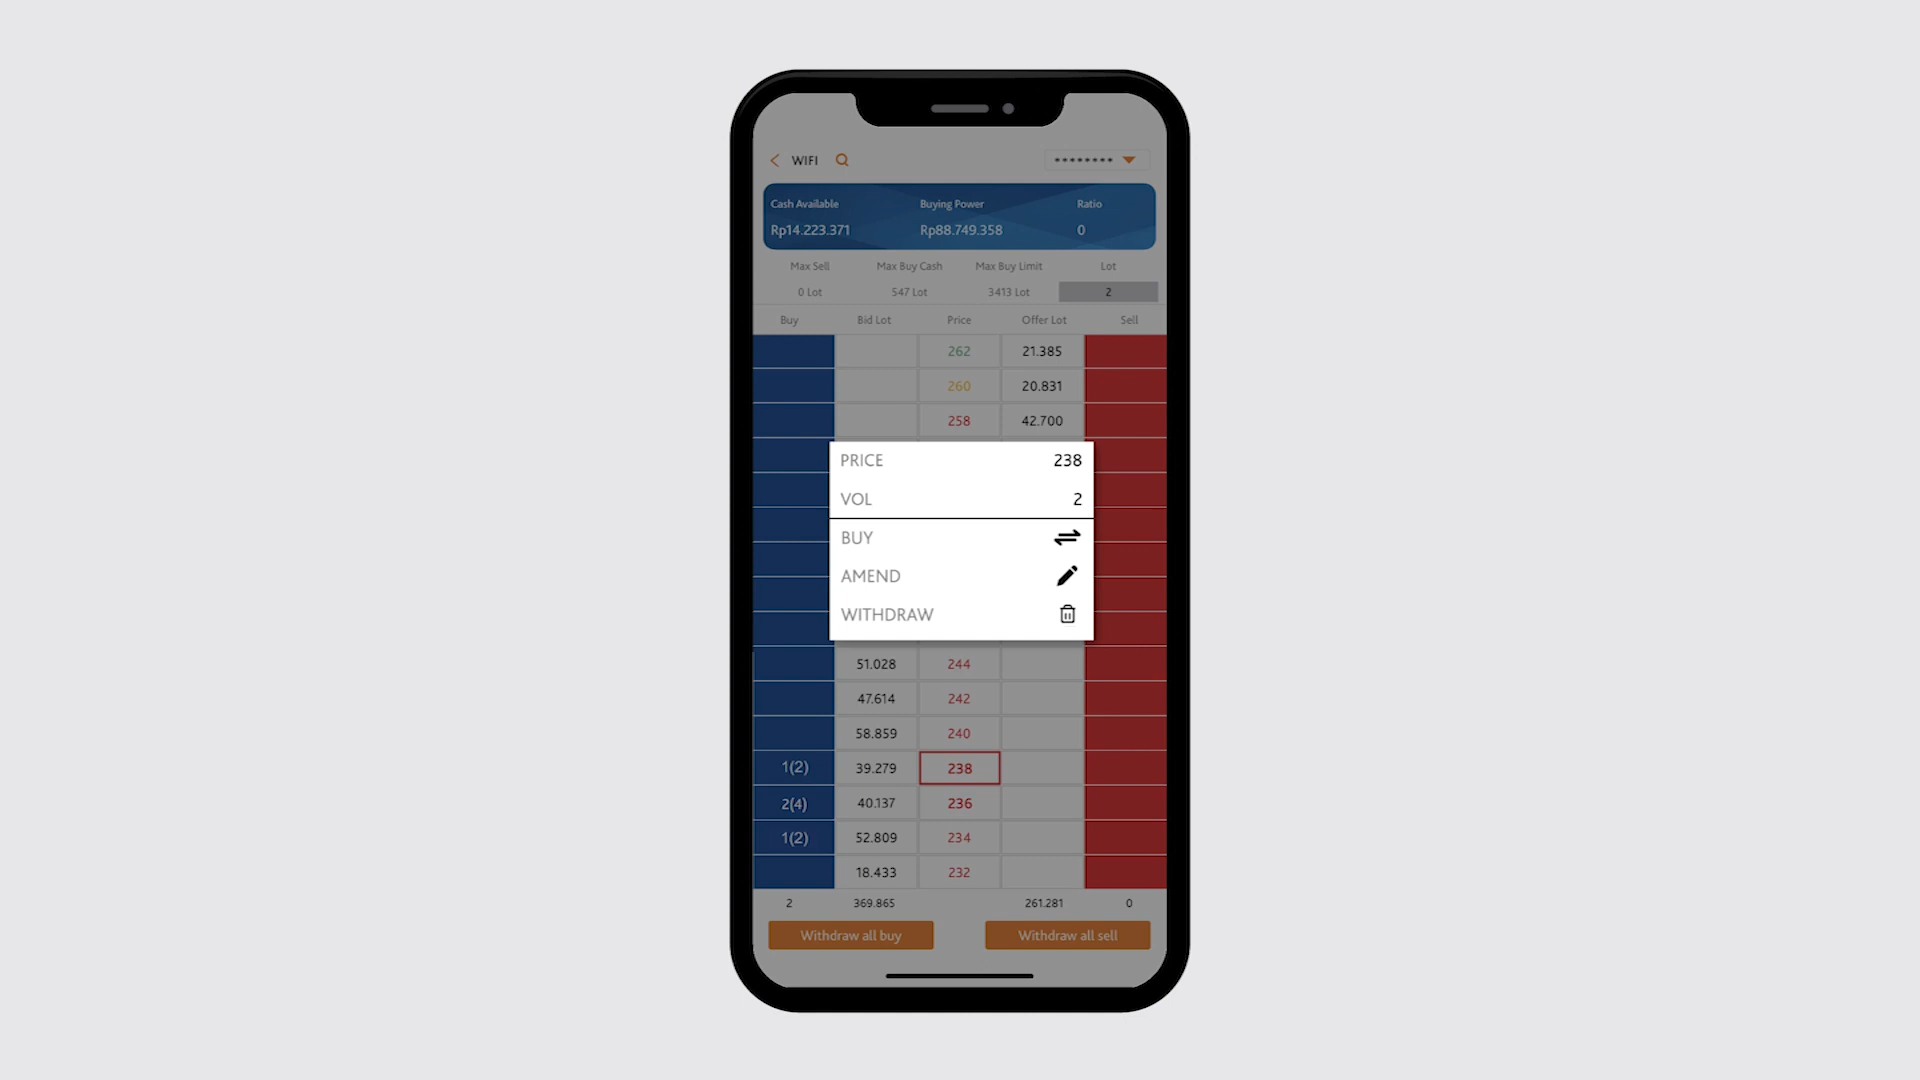 WIFI ********
Cash Available Buying Power Ratio
Rp14.223.371 Rp88.749.358 0
Max Sell Max Buy Cash Max Buy Limit Lot
0 Lot 547 Lot 3413 Lot 2
Buy Bid Lot Price Offer Lot Sell
262 21.385
260 20.831
258 42.700
PRICE 238
VOL 2
BUY
AMEND
WITHDRAW
51.028 244
47.614 242
58.859 240
1(2) 39.279 238
2(4) 40.137 236
1(2) 52.809 234
18.433 232
2 369.865 261.281 0
Withdraw all buy Withdraw all sell